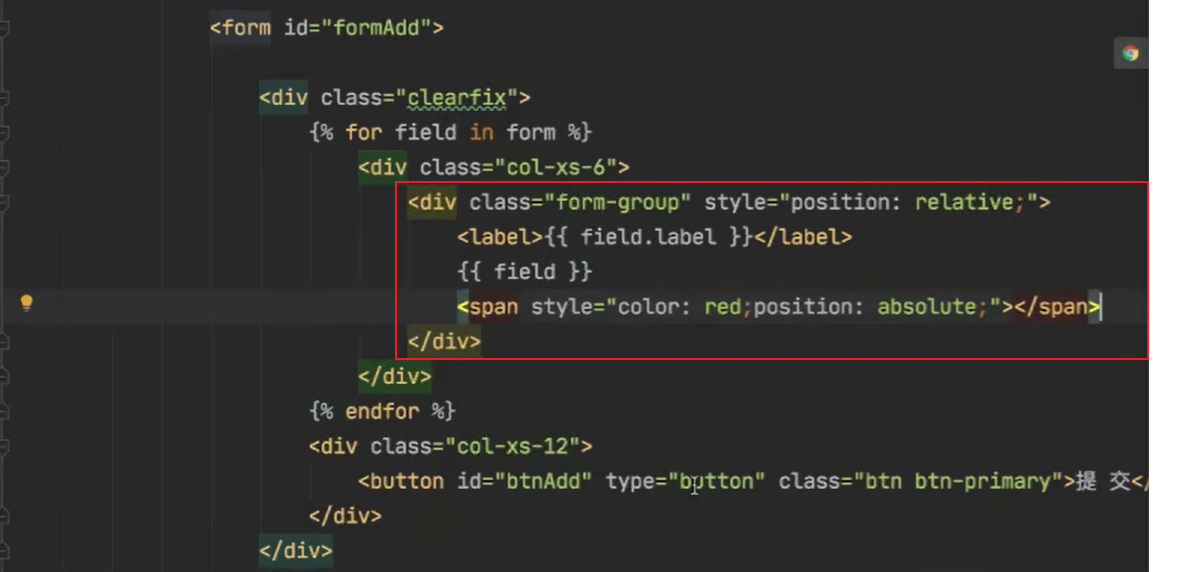 <form id="formAdd">
<div class="clearfix">
{% for field in form %}
<div class="col-xs-6">
<div class="form-group" style="position: relative;">
<label>{{ field.label }}</label>
{{ field }}
<span style="color: red;position: absolute;"></span>
</div>
</div>
{% endfor %}
<div class="col-xs-12">
<button id="btnAdd" type="button" class="btn btn-primary">提 交</
</div>
</div>